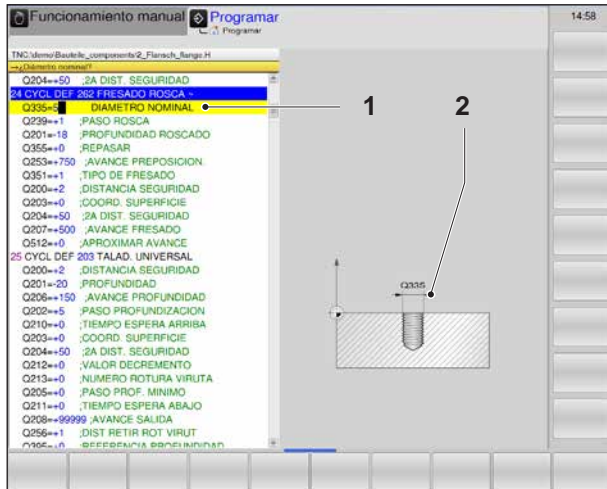 Funcionamiento manual
Programar
Programar
14:58
TNC:\demo\Bauteile_components\2_Flansch_flange.H
→¿Diámetro nominal?
Q204=+50 ;2A DIST. SEGURIDAD
24 CYCL DEF 262 FRESADO ROSCA ~
Q335=5 DIAMETRO NOMINAL
Q239=+1 ;PASO ROSCA
Q201=-18 ;PROFUNDIDAD ROSCADO
Q355=+0 ;REPASAR
Q253=+750 ;AVANCE PREPOSICION.
Q351=+1 ;TIPO DE FRESADO
Q200=+2 ;DISTANCIA SEGURIDAD
Q203=+0 ;COORD. SUPERFICIE
Q204=+50 ;2A DIST. SEGURIDAD
Q207=+500 ;AVANCE FRESADO
Q512=+0 ;APROXIMAR AVANCE
25 CYCL DEF 203 TALAD. UNIVERSAL
Q200=+2 ;DISTANCIA SEGURIDAD
Q201=-20 ;PROFUNDIDAD
Q206=+150 ;AVANCE PROFUNDIDAD
Q202=+5 ;PASO PROFUNDIZACION
Q210=+0 ;TIEMPO ESPERA ARRIBA
Q203=+0 ;COORD. SUPERFICIE
Q204=+50 ;2A DIST. SEGURIDAD
Q212=+0 ;VALOR DECREMENTO
Q213=+0 ;NUMERO ROTURA VIRUTA
Q205=+0 ;PASO PROF. MINIMO
Q211=+0 ;TIEMPO ESPERA ABAJO
Q208=+99999 ;AVANCE SALIDA
Q256=+1 ;DIST RETIR ROT VIRUT
Q395=+0 ;REFERENCIA PROFUNDIDAD
1
2
Q335